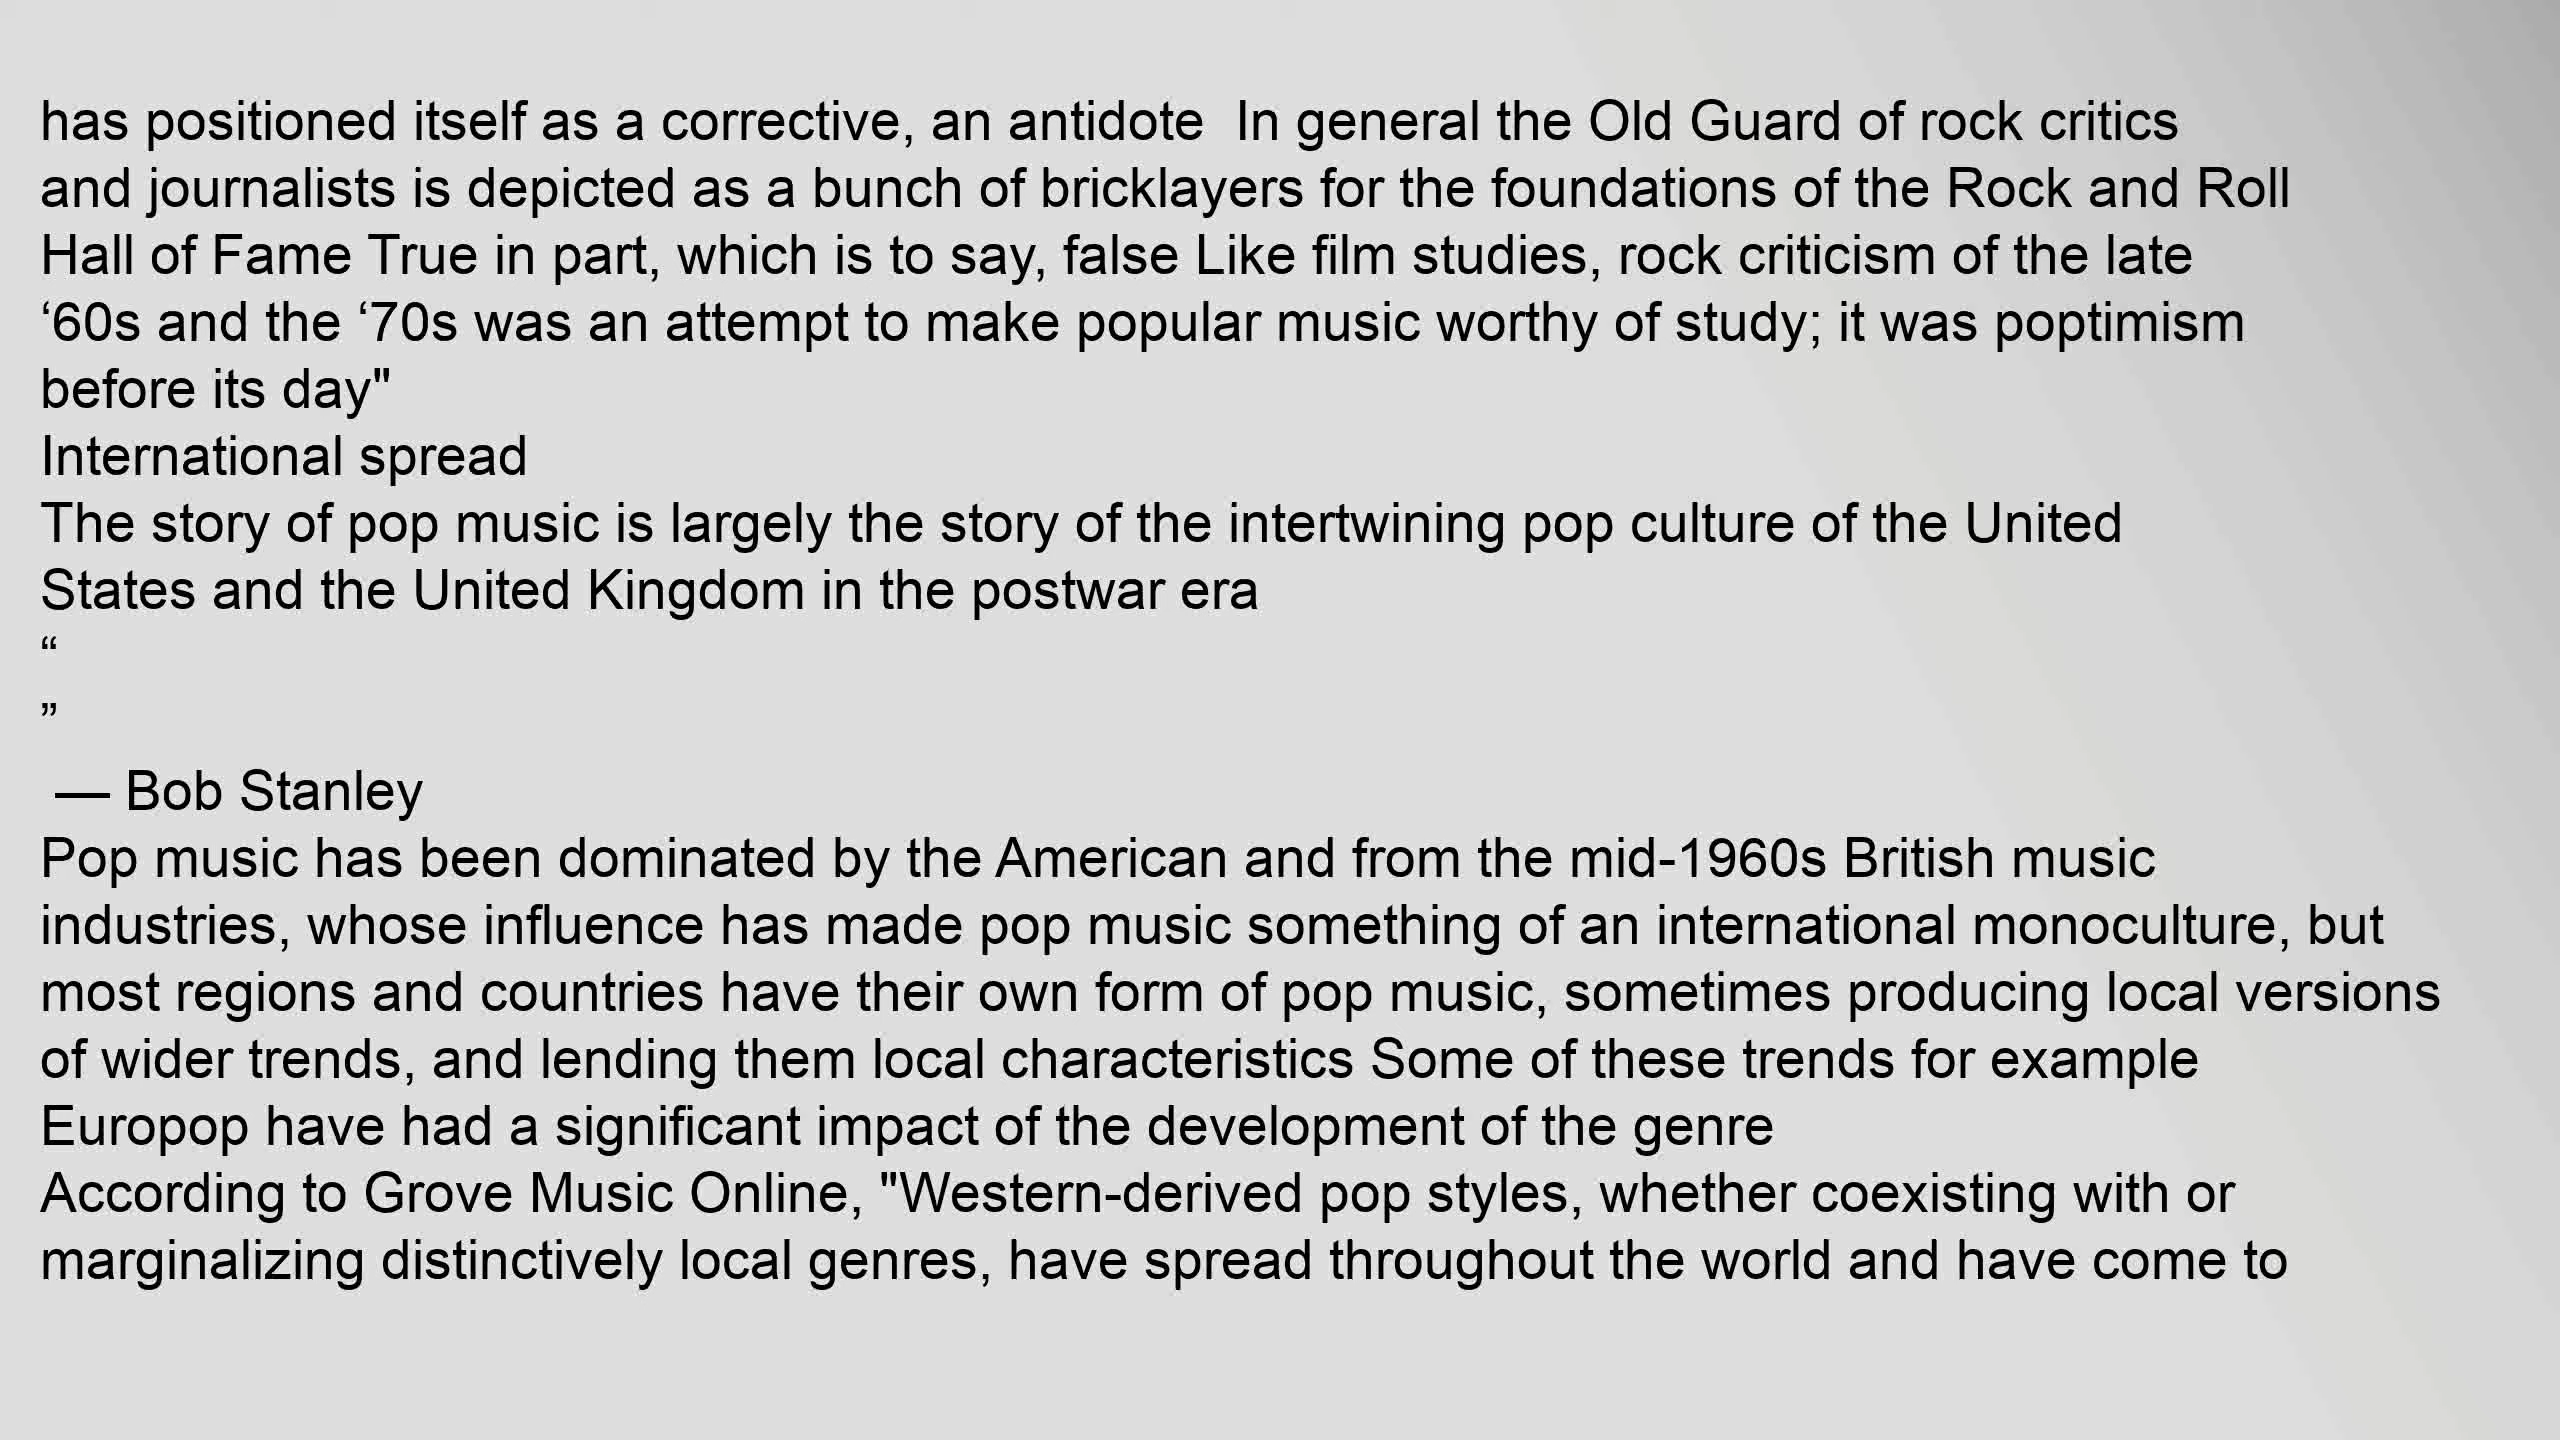 has positioned itself as a corrective, an antidote  In general the Old Guard of rock critics
and journalists is depicted as a bunch of bricklayers for the foundations of the Rock and Roll
Hall of Fame True in part, which is to say, false Like film studies, rock criticism of the late
‘60s and the ‘70s was an attempt to make popular music worthy of study; it was poptimism
before its day"
International spread
The story of pop music is largely the story of the intertwining pop culture of the United
States and the United Kingdom in the postwar era
“
”
— Bob Stanley
Pop music has been dominated by the American and from the mid-1960s British music
industries, whose influence has made pop music something of an international monoculture, but
most regions and countries have their own form of pop music, sometimes producing local versions
of wider trends, and lending them local characteristics Some of these trends for example
Europop have had a significant impact of the development of the genre
According to Grove Music Online, "Western-derived pop styles, whether coexisting with or
marginalizing distinctively local genres, have spread throughout the world and have come to